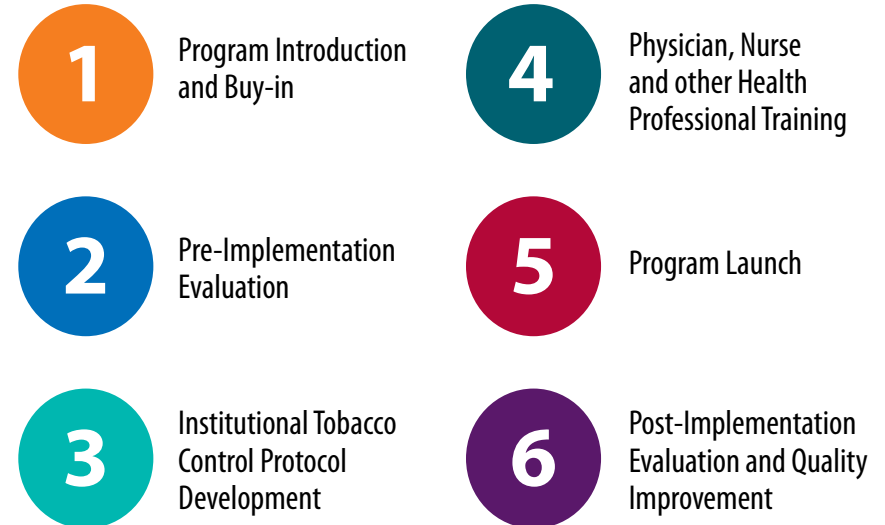 1
Program Introduction
and Buy-in
2
Pre-Implementation
Evaluation
3
Institutional Tobacco
Control Protocol
Development
4
Physician, Nurse
and other Health
Professional Training
5
Program Launch
6
Post-Implementation
Evaluation and Quality
Improvement